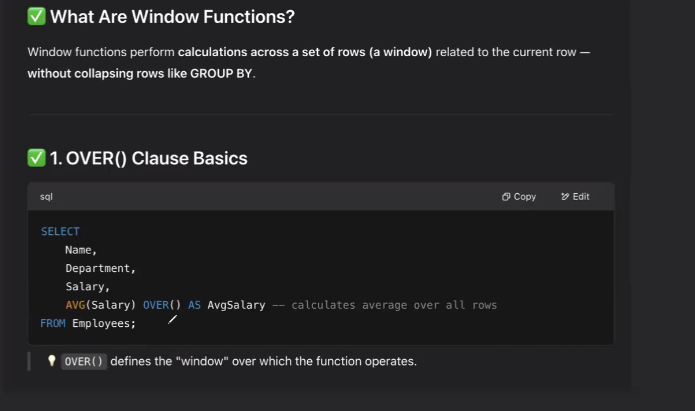 ✅ What Are Window Functions?
Window functions perform calculations across a set of rows (a window) related to the current row —
without collapsing rows like GROUP BY.
✅ 1. OVER() Clause Basics
sql Copy Edit
SELECT
Name,
Department,
Salary,
AVG(Salary) OVER() AS AvgSalary -- calculates average over all rows
FROM Employees;
💡 OVER() defines the "window" over which the function operates.